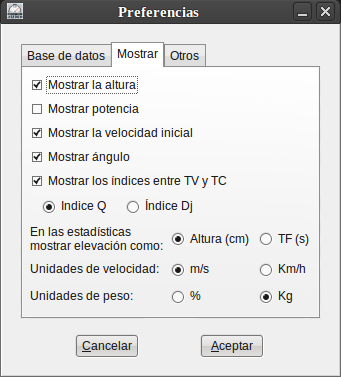 Preferencias
Base de datos Mostrar Otros
Mostrar la altura
Mostrar potencia
Mostrar la velocidad inicial
Mostrar ángulo
Mostrar los índices entre TV y TC
Indice Q Índice Dj
En las estadísticas
mostrar elevación como: Altura (cm) TF (s)
Unidades de velocidad: m/s Km/h
Unidades de peso: % Kg
Cancelar Aceptar